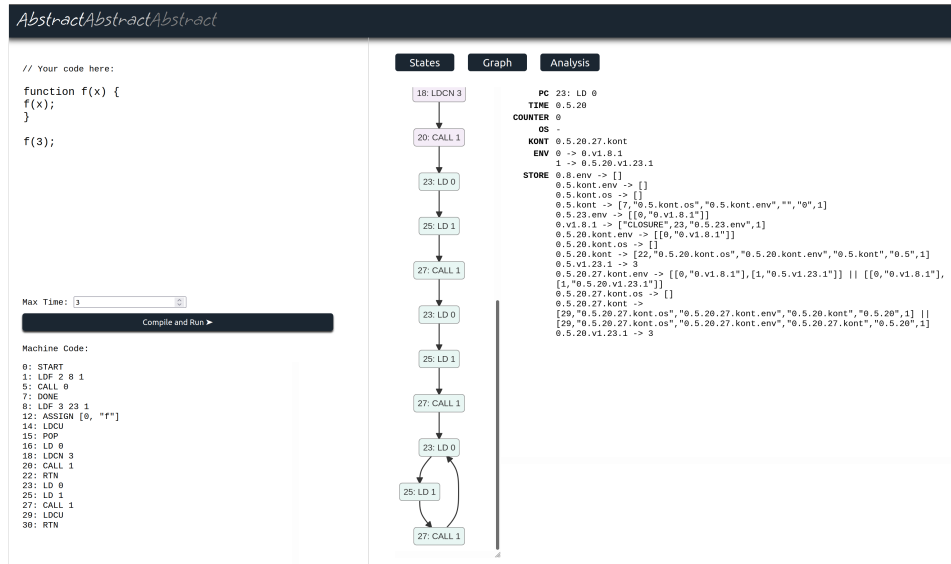 AbstractAbstractAbstract
// Your code here:
function f(x) {
f(x);
}
f(3);
Max Time: 3
Compile and Run ➤
Machine Code:
0: START
1: LDF 2 8 1
5: CALL 0
7: DONE
8: LDF 3 23 1
12: ASSIGN [0, "f"]
14: LDCU
15: POP
16: LD 0
18: LDCN 3
20: CALL 1
22: RTN
23: LD 0
25: LD 1
27: CALL 1
29: LDCU
30: RTN
States
Graph
Analysis
18: LDCN 3
20: CALL 1
23: LD 0
25: LD 1
27: CALL 1
23: LD 0
25: LD 1
27: CALL 1
23: LD 0
25: LD 1
27: CALL 1
PC 23: LD 0
TIME 0.5.20
COUNTER 0
OS -
KONT 0.5.20.27.kont
ENV 0 -> 0.v1.8.1
1 -> 0.5.20.v1.23.1
STORE 0.8.env -> []
0.5.kont.env -> []
0.5.kont.os -> []
0.5.kont -> [7,"0.5.kont.os","0.5.kont.env","","0",1]
0.5.23.env -> [[0,"0.v1.8.1"]]
0.v1.8.1 -> ["CLOSURE",23,"0.5.23.env",1]
0.5.20.kont.env -> [[0,"0.v1.8.1"]]
0.5.20.kont.os -> []
0.5.20.kont -> [22,"0.5.20.kont.os","0.5.20.kont.env","0.5.kont","0.5",1]
0.5.v1.23.1 -> 3
0.5.20.27.kont.env -> [[0,"0.v1.8.1"],[1,"0.5.v1.23.1"]] || [[0,"0.v1.8.1"],
[1,"0.5.20.v1.23.1"]]
0.5.20.27.kont.os -> []
0.5.20.27.kont ->
[29,"0.5.20.27.kont.os","0.5.20.27.kont.env","0.5.20.kont","0.5.20",1] ||
[29,"0.5.20.27.kont.os","0.5.20.27.kont.env","0.5.20.27.kont","0.5.20",1]
0.5.20.v1.23.1 -> 3